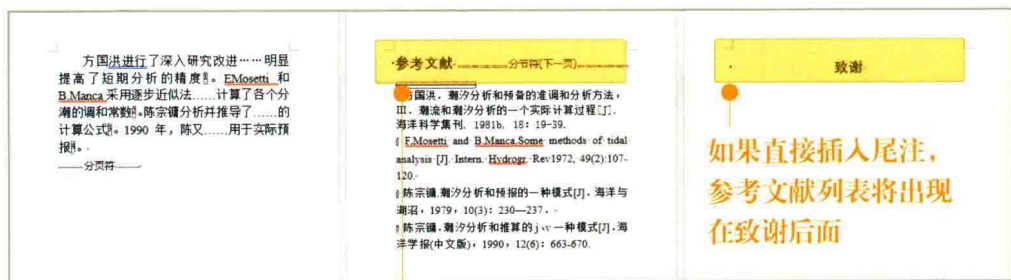 方国洪进行了深入研究改进……明显
提高了短期分析的精度。EMosetti 和
B.Manca 采用逐步近似法……计算了各个分
潮的调和常数。陈宗镛分析并推导了……的
计算公式。1990 年，陈又……用于实际预
报。
分页符
参考文献
分节符(下一页)
方国洪．潮汐分析和预备的准调和分析方法，
III．潮流和潮汐分析的一个实际计算过程[J]．
海洋科学集刊，1981b，18：19-39.
F.Mosetti and B.Manca.Some methods of tidal
analysis [J]. Intern. Hydrogr. Rev1972, 49(2):107-
120.
陈宗镛.潮汐分析和预报的一种模式[J]．海洋与
湖沼，1979，10(3)：230—237．
陈宗镛．潮汐分析和推算的 j、v 一种模式[J]．海
洋学报(中文版)，1990，12(6)：663-670.
致谢
如果直接插入尾注，
参考文献列表将出现
在致谢后面